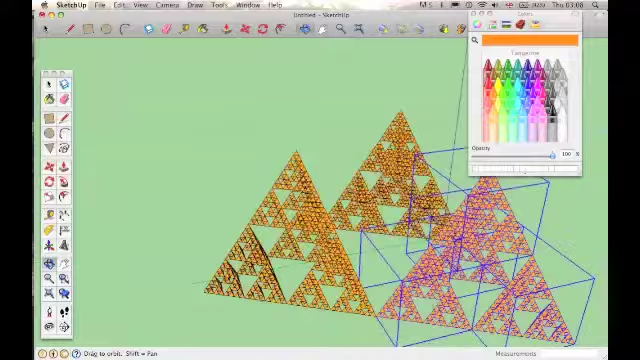 SketchUp File Edit View Camera Draw Tools Window Help
Thu 03:08
Untitled - SketchUp
Colors
Tangerine
Opacity
100 %
Drag to orbit. Shift = Pan
Measurements